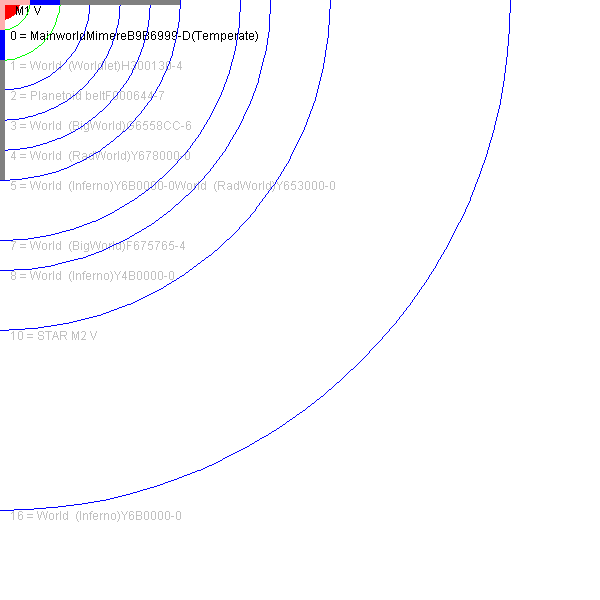 M1 V
0 = MainworldMimereB9B6999-D(Temperate)
1 = World (Worldlet)H300130-4
2 = Planetoid beltF000644-7
3 = World (BigWorld)G6558CC-6
4 = World (RadWorld)Y678000-0
5 = World (Inferno)Y6B0000-0World (RadWorld)Y653000-0
7 = World (BigWorld)F675765-4
8 = World (Inferno)Y4B0000-0
10 = STAR M2 V
16 = World (Inferno)Y6B0000-0